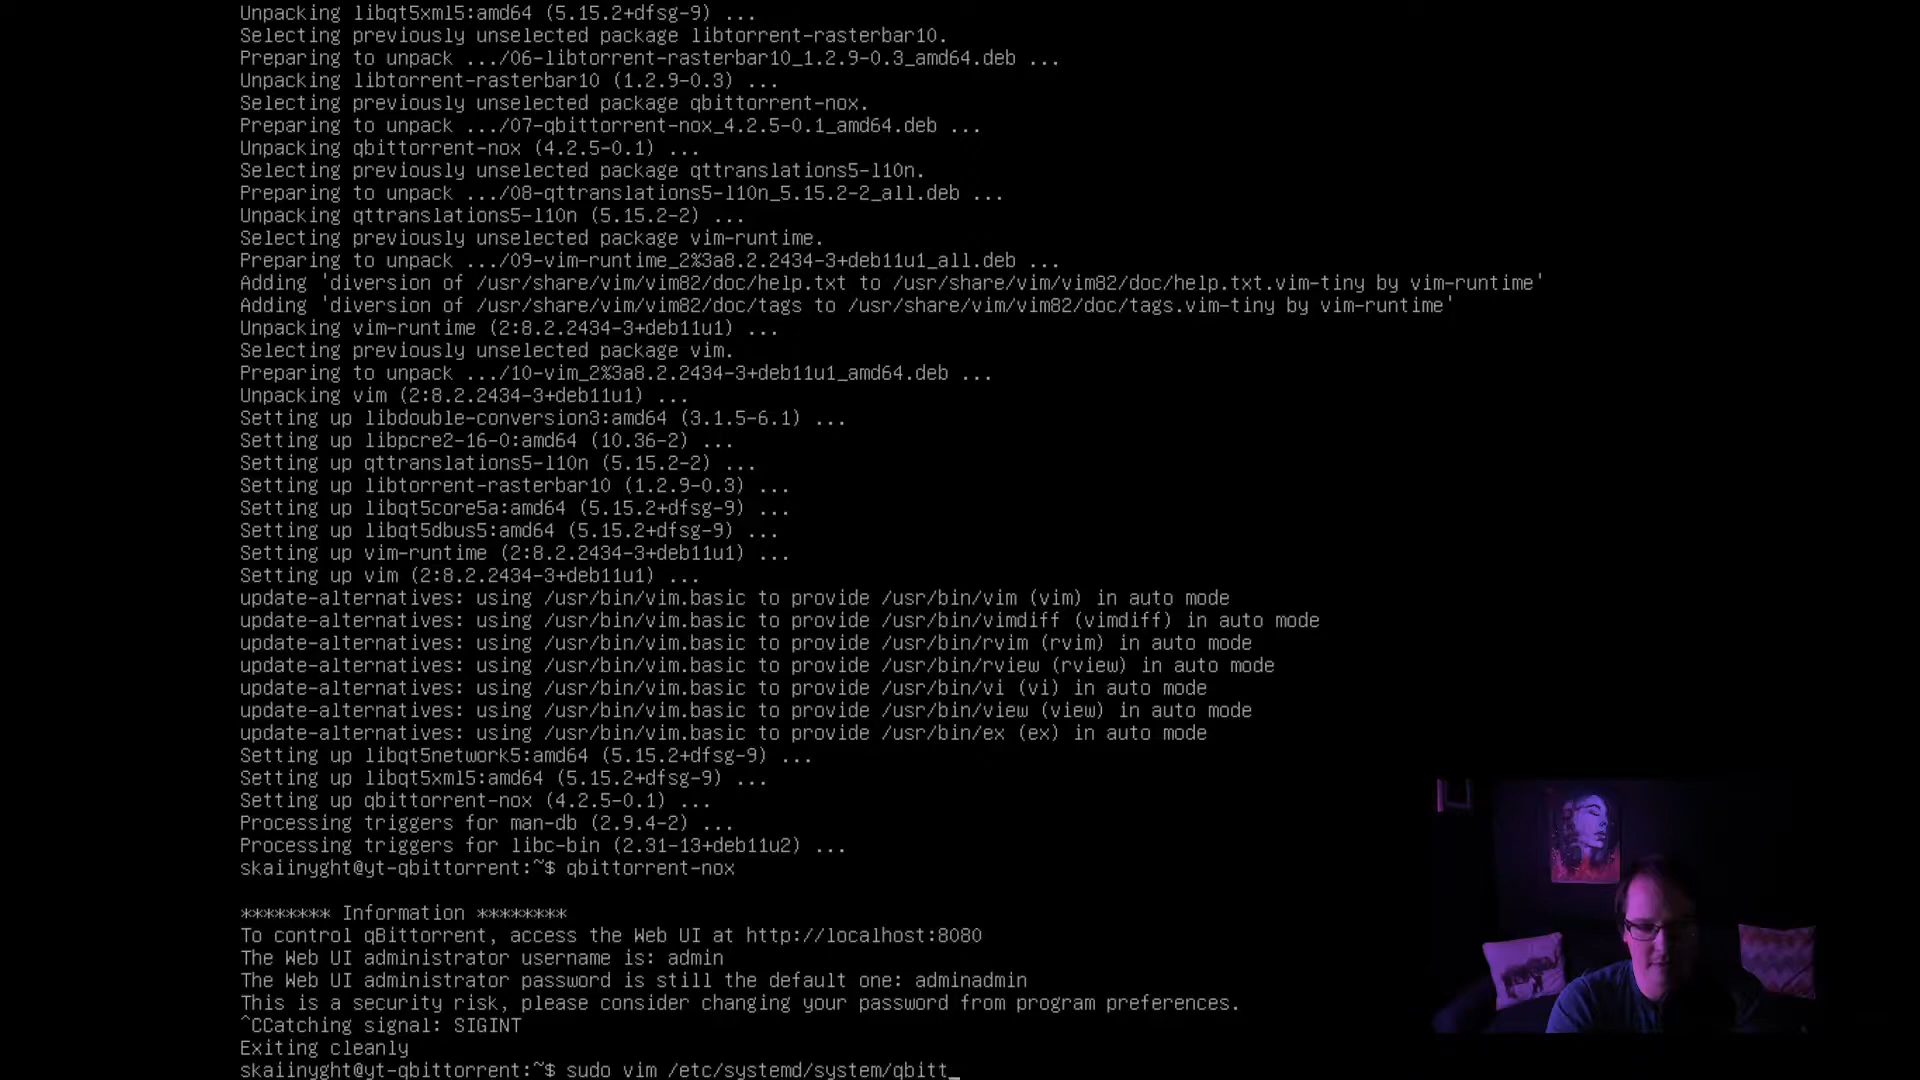 Unpacking libqt5xml5:amd64 (5.15.2+dfsg-9) ...
Selecting previously unselected package libtorrent-rasterbar10.
Preparing to unpack .../06-libtorrent-rasterbar10_1.2.9-0.3_amd64.deb ...
Unpacking libtorrent-rasterbar10 (1.2.9-0.3) ...
Selecting previously unselected package qbittorrent-nox.
Preparing to unpack .../07-qbittorrent-nox_4.2.5-0.1_amd64.deb ...
Unpacking qbittorrent-nox (4.2.5-0.1) ...
Selecting previously unselected package qttranslations5-l10n.
Preparing to unpack .../08-qttranslations5-l10n_5.15.2-2_all.deb ...
Unpacking qttranslations5-l10n (5.15.2-2) ...
Selecting previously unselected package vim-runtime.
Preparing to unpack .../09-vim-runtime_2%3a8.2.2434-3+deb11u1_all.deb ...
Adding 'diversion of /usr/share/vim/vim82/doc/help.txt to /usr/share/vim/vim82/doc/help.txt.vim-tiny by vim-runtime'
Adding 'diversion of /usr/share/vim/vim82/doc/tags to /usr/share/vim/vim82/doc/tags.vim-tiny by vim-runtime'
Unpacking vim-runtime (2:8.2.2434-3+deb11u1) ...
Selecting previously unselected package vim.
Preparing to unpack .../10-vim_2%3a8.2.2434-3+deb11u1_amd64.deb ...
Unpacking vim (2:8.2.2434-3+deb11u1) ...
Setting up libdouble-conversion3:amd64 (3.1.5-6.1) ...
Setting up libpcre2-16-0:amd64 (10.36-2) ...
Setting up qttranslations5-l10n (5.15.2-2) ...
Setting up libtorrent-rasterbar10 (1.2.9-0.3) ...
Setting up libqt5core5a:amd64 (5.15.2+dfsg-9) ...
Setting up libqt5dbus5:amd64 (5.15.2+dfsg-9) ...
Setting up vim-runtime (2:8.2.2434-3+deb11u1) ...
Setting up vim (2:8.2.2434-3+deb11u1) ...
update-alternatives: using /usr/bin/vim.basic to provide /usr/bin/vim (vim) in auto mode
update-alternatives: using /usr/bin/vim.basic to provide /usr/bin/vimdiff (vimdiff) in auto mode
update-alternatives: using /usr/bin/vim.basic to provide /usr/bin/rvim (rvim) in auto mode
update-alternatives: using /usr/bin/vim.basic to provide /usr/bin/rview (rview) in auto mode
update-alternatives: using /usr/bin/vim.basic to provide /usr/bin/vi (vi) in auto mode
update-alternatives: using /usr/bin/vim.basic to provide /usr/bin/view (view) in auto mode
update-alternatives: using /usr/bin/vim.basic to provide /usr/bin/ex (ex) in auto mode
Setting up libqt5network5:amd64 (5.15.2+dfsg-9) ...
Setting up libqt5xml5:amd64 (5.15.2+dfsg-9) ...
Setting up qbittorrent-nox (4.2.5-0.1) ...
Processing triggers for man-db (2.9.4-2) ...
Processing triggers for libc-bin (2.31-13+deb11u2) ...
skaiinyght@yt-qbittorrent:~$ qbittorrent-nox
******** Information ********
To control qBittorrent, access the Web UI at http://localhost:8080
The Web UI administrator username is: admin
The Web UI administrator password is still the default one: adminadmin
This is a security risk, please consider changing your password from program preferences.
^CCatching signal: SIGINT
Exiting cleanly
skaiinyght@yt-qbittorrent:~$ sudo vim /etc/systemd/system/qbitt_